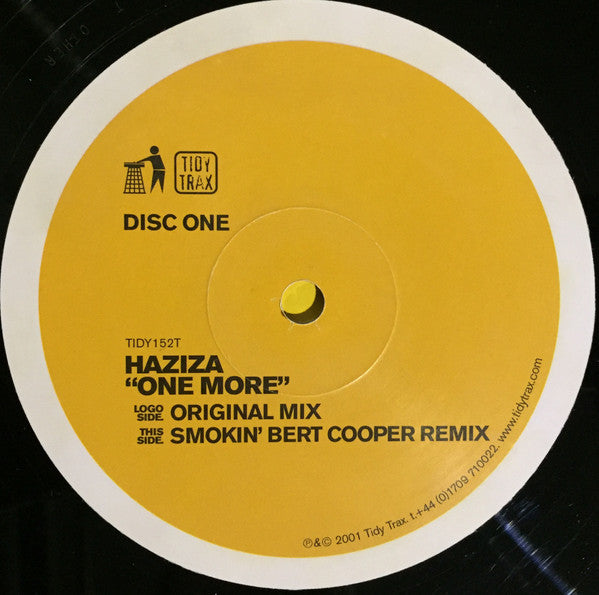 TIDY
TRAX
DISC ONE
TIDY152T
HAZIZA
“ONE MORE”
LOGO SIDE. ORIGINAL MIX
THIS SIDE. SMOKIN’ BERT COOPER REMIX
℗&© 2001 Tidy Trax. t.+44 (0)1709 710022. www.tidytrax.com